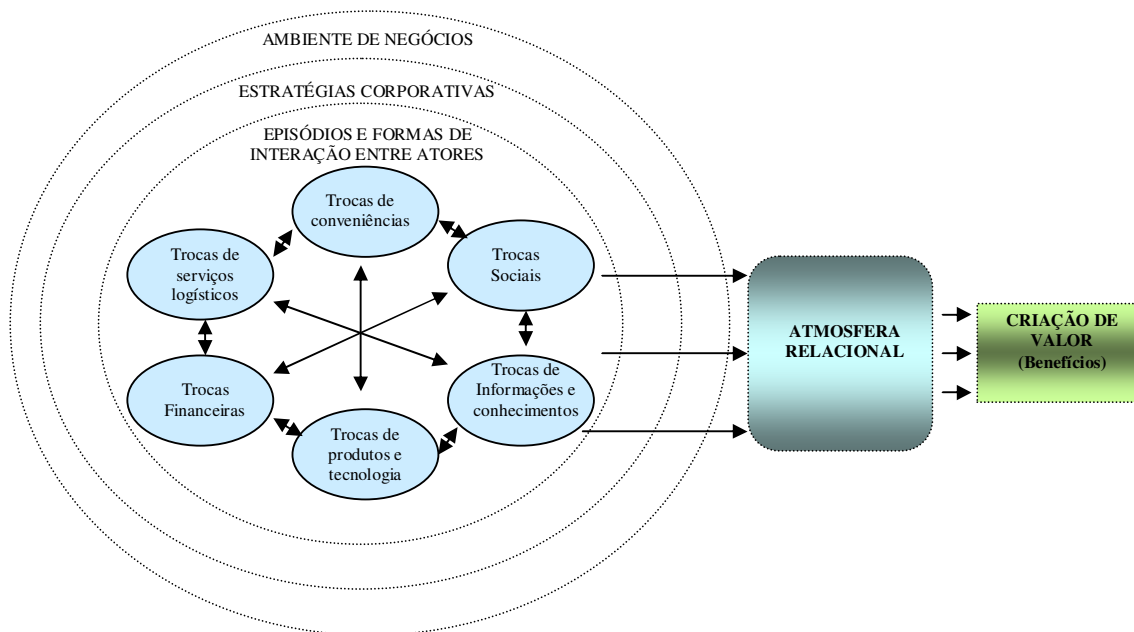 AMBIENTE DE NEGÓCIOS
ESTRATÉGIAS CORPORATIVAS
EPISÓDIOS E FORMAS DE
INTERAÇÃO ENTRE ATORES
Trocas de
conveniências
Trocas de
serviços
logísticos
Trocas
Sociais
Trocas
Financeiras
Trocas de
Informações e
conhecimentos
Trocas de
produtos e
tecnologia
ATMOSFERA
RELACIONAL
CRIAÇÃO DE
VALOR
(Benefícios)